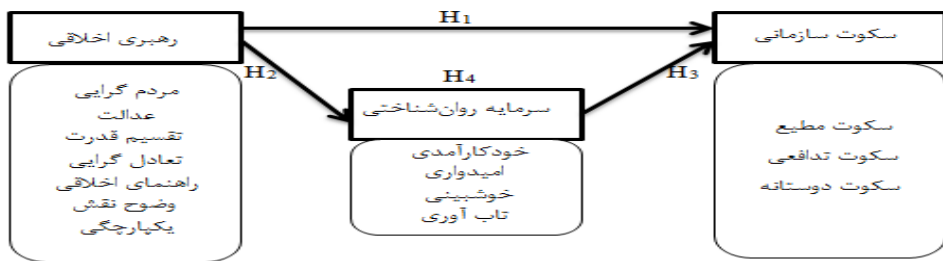 H1
رهبری اخلاقی
سکوت سازمانی
H2
H4
H3
سرمایه روان‌شناختی
مردم گرایی
عدالت
تقسیم قدرت
تعادل گرایی
راهنمای اخلاقی
وضوح نقش
یکپارچگی
خودکارآمدی
امیدواری
خوشبینی
تاب آوری
سکوت مطیع
سکوت تدافعی
سکوت دوستانه